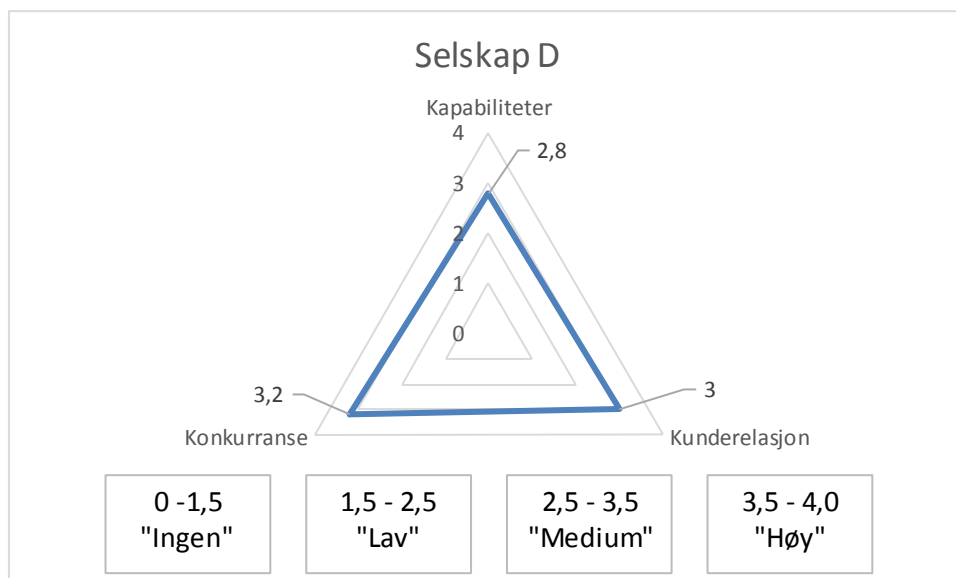 Selskap D
Kapabiliteter
4
2,8
3
2
1
0
3,2
3
Konkurranse
Kunderelasjon
0 -1,5
"Ingen"
1,5 - 2,5
"Lav"
2,5 - 3,5
"Medium"
3,5 - 4,0
"Høy"